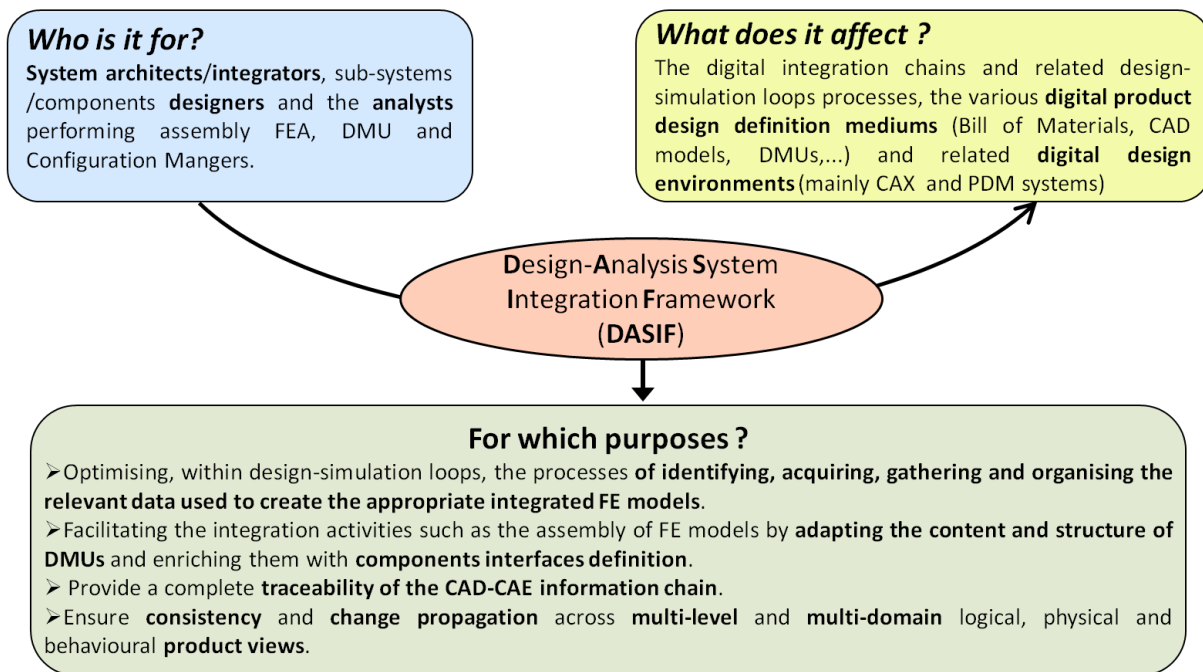 Who is it for?
System architects/integrators, sub-systems
/components designers and the analysts
performing assembly FEA, DMU and
Configuration Mangers.
What does it affect ?
The digital integration chains and related design-
simulation loops processes, the various digital product
design definition mediums (Bill of Materials, CAD
models, DMUs,...) and related digital design
environments (mainly CAX and PDM systems)
Design-Analysis System
Integration Framework
(DASIF)
For which purposes ?
➢Optimising, within design-simulation loops, the processes of identifying, acquiring, gathering and organising the
relevant data used to create the appropriate integrated FE models.
➢Facilitating the integration activities such as the assembly of FE models by adapting the content and structure of
DMUs and enriching them with components interfaces definition.
➢ Provide a complete traceability of the CAD-CAE information chain.
➢Ensure consistency and change propagation across multi-level and multi-domain logical, physical and
behavioural product views.